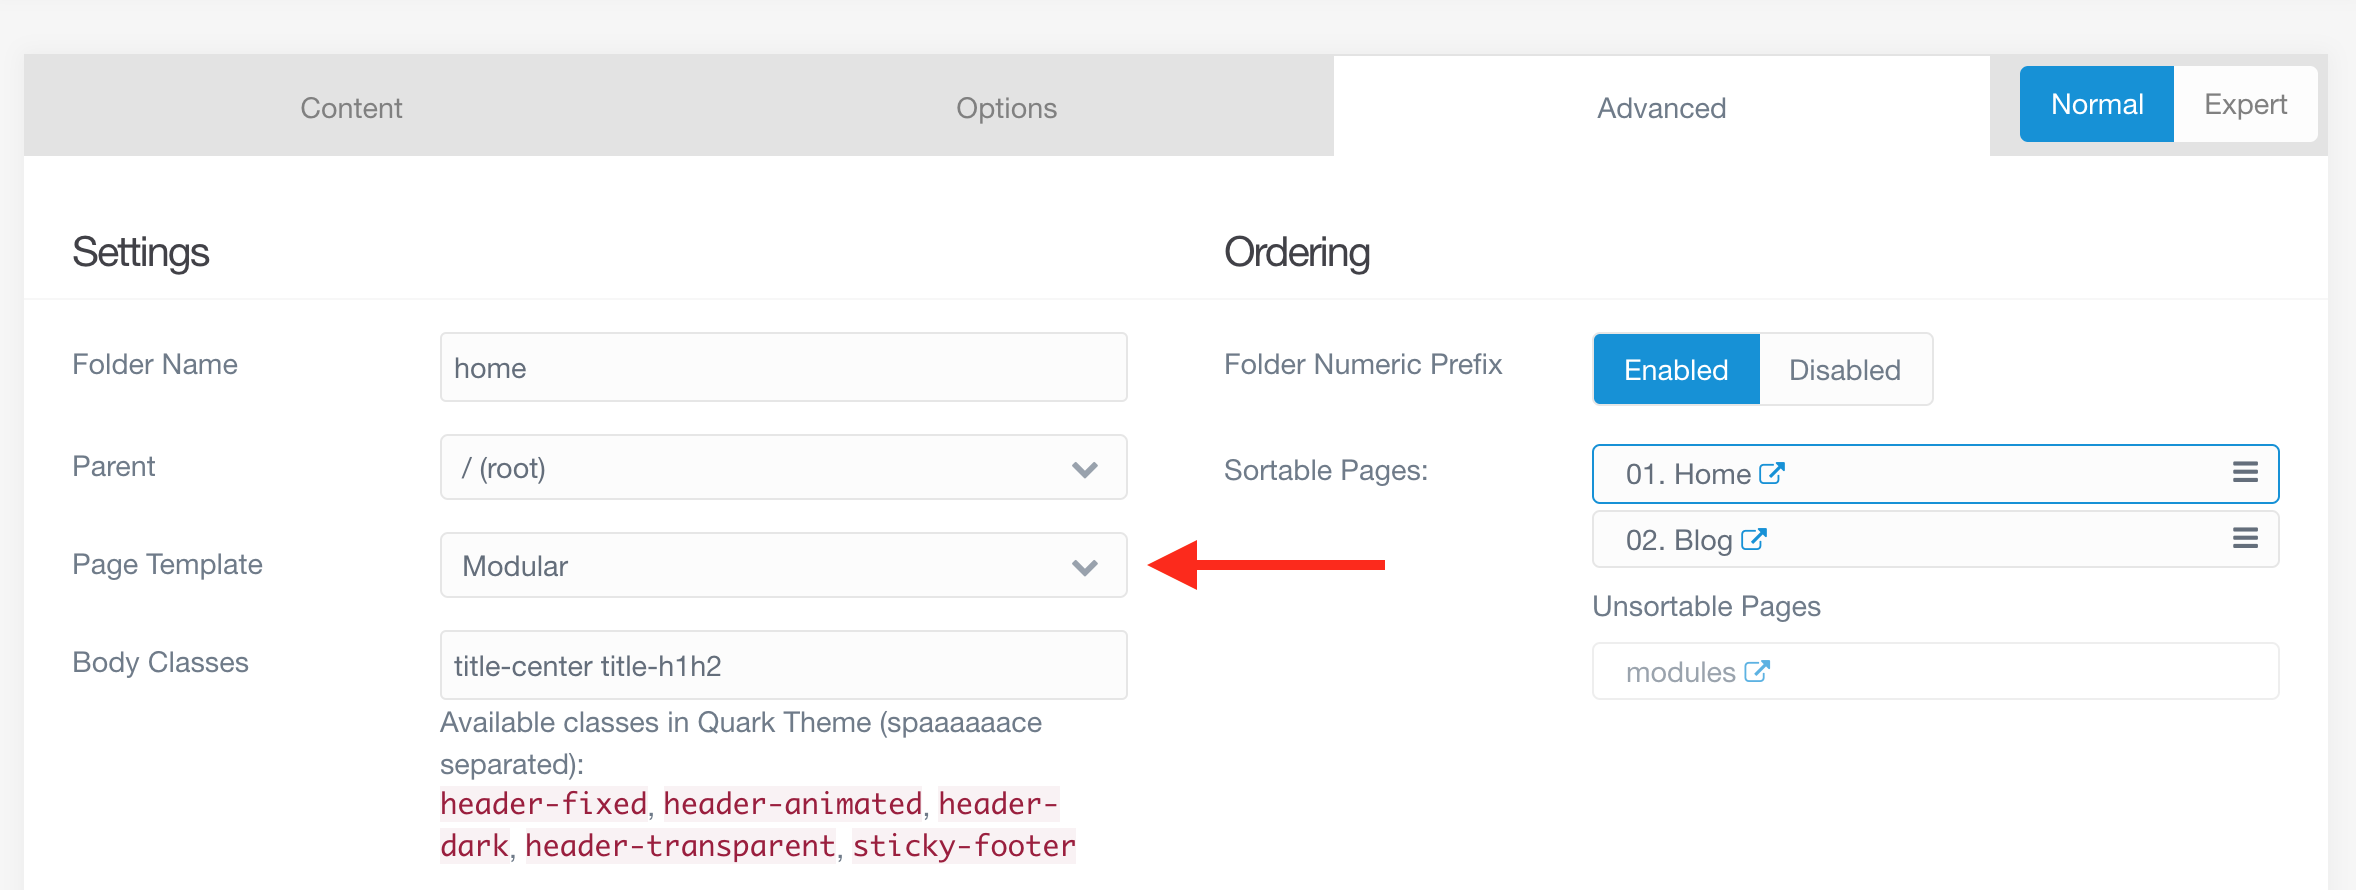 Content
Options
Advanced
Normal
Expert
Settings
Folder Name
home
Parent
/ (root)
Page Template
Modular
Body Classes
title-center title-h1h2
Available classes in Quark Theme (spaaaaaace
separated):
header-fixed, header-animated, header-
dark, header-transparent, sticky-footer
Ordering
Folder Numeric Prefix
Enabled
Disabled
Sortable Pages:
01. Home
02. Blog
Unsortable Pages
modules